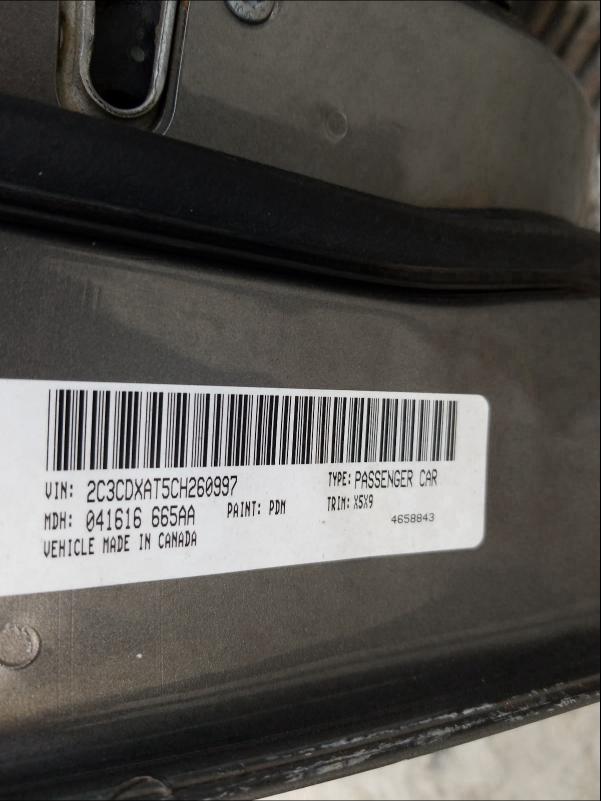 VIN: 2C3CDXAT5CH260997 TYPE: PASSENGER CAR
MDH: 041616 665AA PAINT: PDM TRIM: X5X9
VEHICLE MADE IN CANADA 4658843